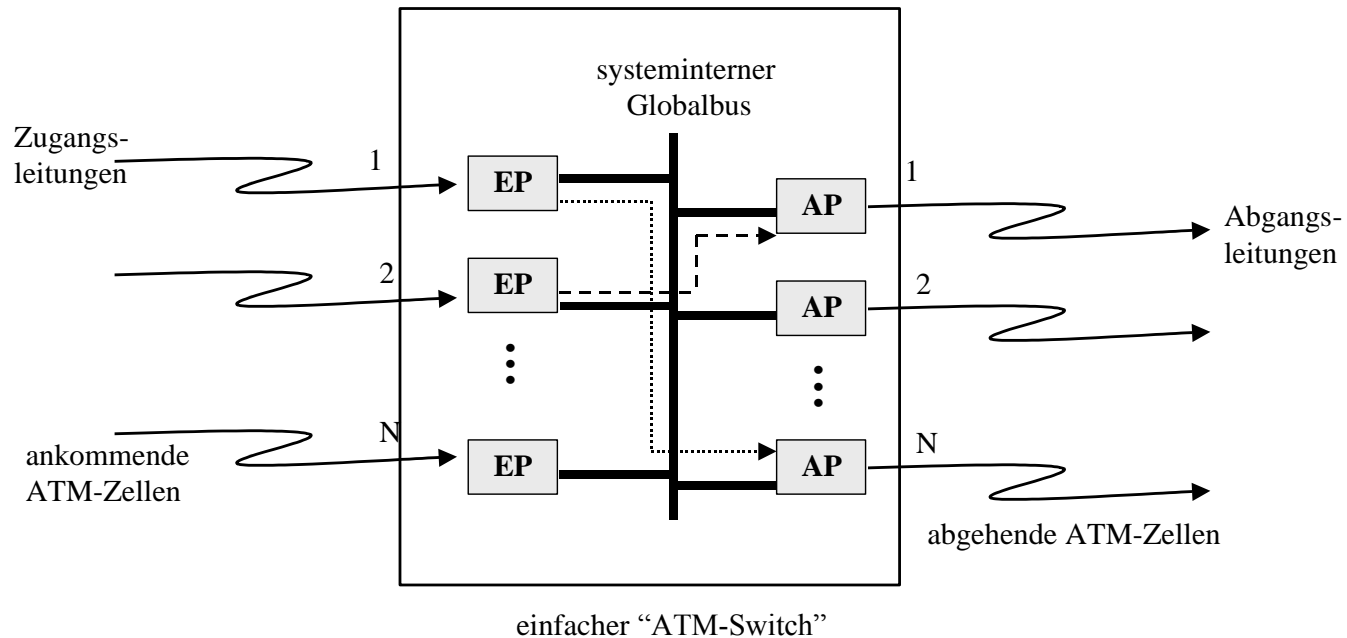 systeminterner
Globalbus
Zugangs-
leitungen
1
EP
1
AP
Abgangs-
leitungen
2
EP
2
AP
N
EP
N
AP
ankommende
ATM-Zellen
abgehende ATM-Zellen
einfacher “ATM-Switch”